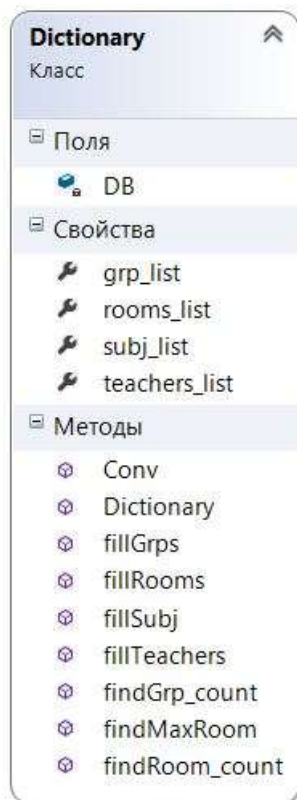 Dictionary
Класс
Поля
DB
Свойства
grp_list
rooms_list
subj_list
teachers_list
Методы
Conv
Dictionary
fillGrps
fillRooms
fillSubj
fillTeachers
findGrp_count
findMaxRoom
findRoom_count